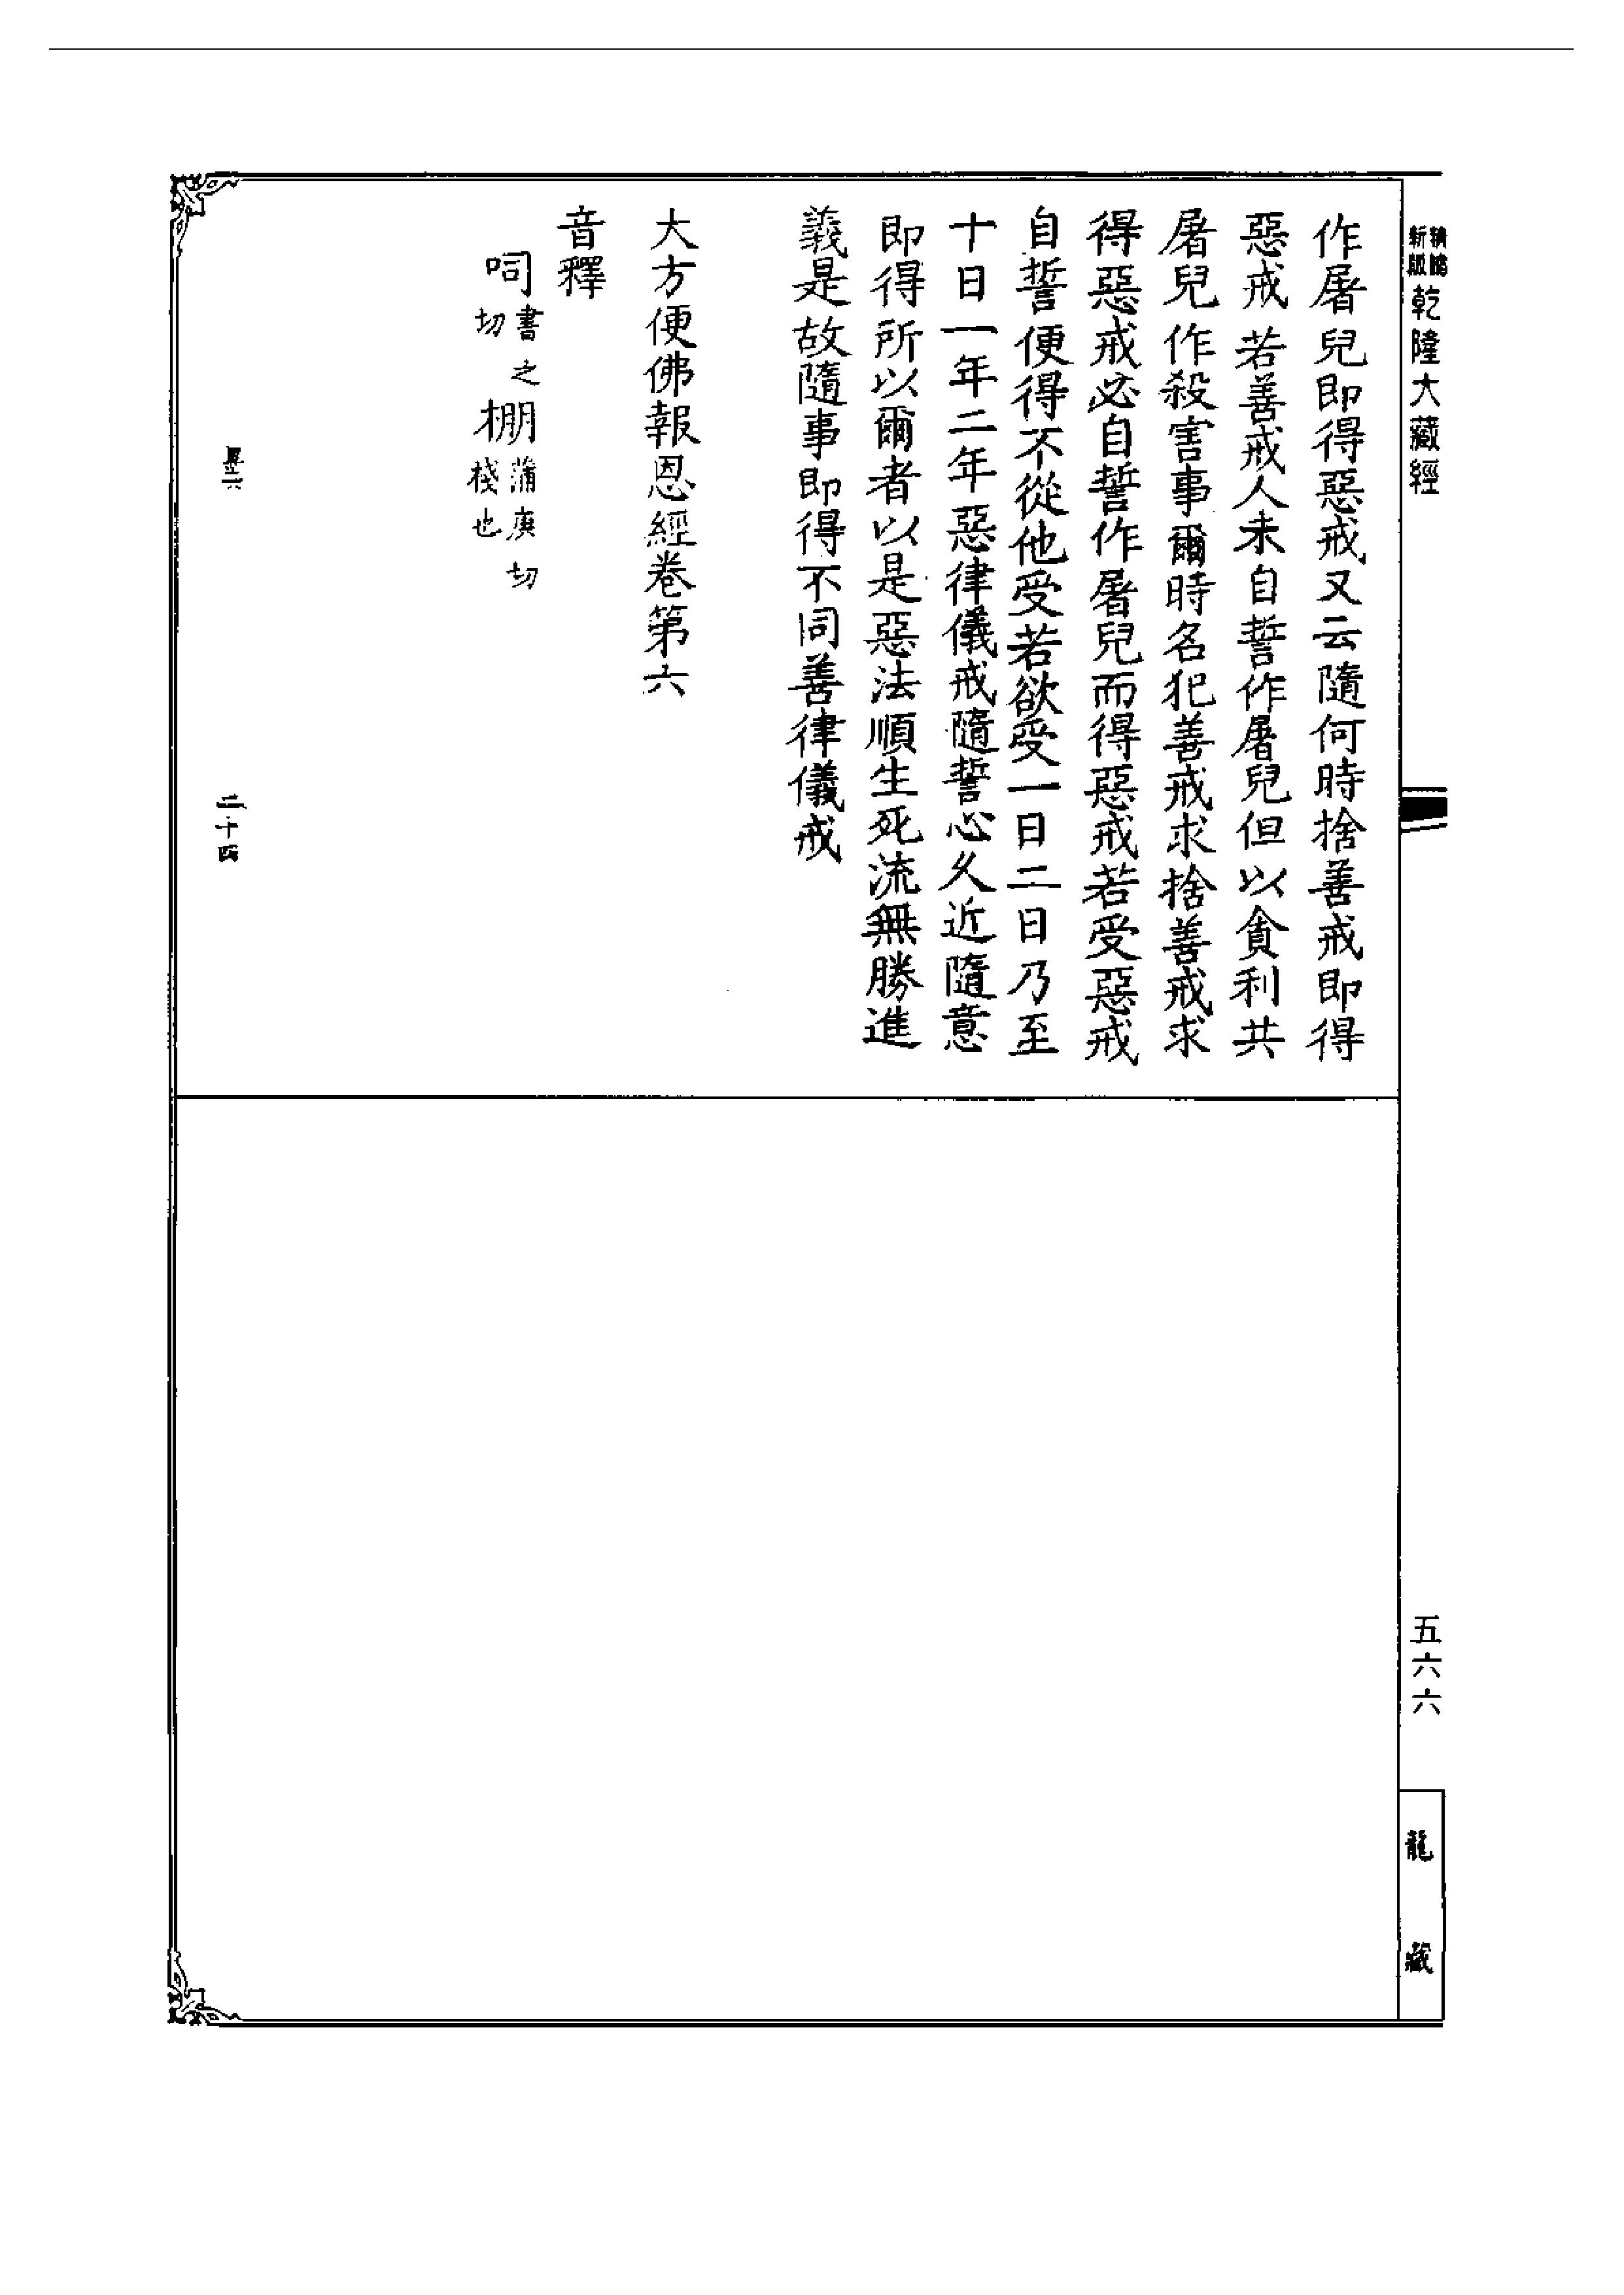 新版
乾隆大藏經
五六六
龍藏
作屠兒即得惡戒又云隨何時捨善戒即得
惡戒若善戒人未自誓作屠兒但以貪利共
屠兒作殺害事爾時名犯善戒求捨善戒求
得惡戒必自誓作屠兒而得惡戒若受惡戒
自誓便得不從他受若欲受一日二日乃至
十日一年二年惡律儀戒隨誓心久近隨意
即得所以爾者以是惡法順生死流無勝進
義是故隨事即得不同善律儀戒
大方便佛報恩經卷第六
音釋
呞書之切棚蒲庚切棧也
二十四